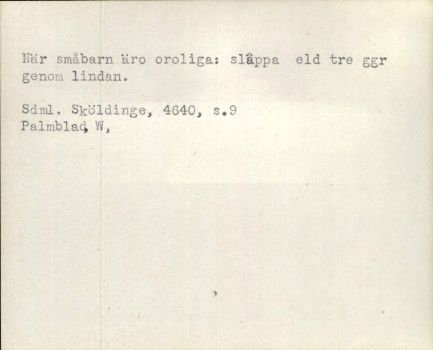 När småbarn äro oroliga: släppa eld tre ggr
genom lindan.
Sdml. Sköldinge, 4640, s.9
Palmblad, W,